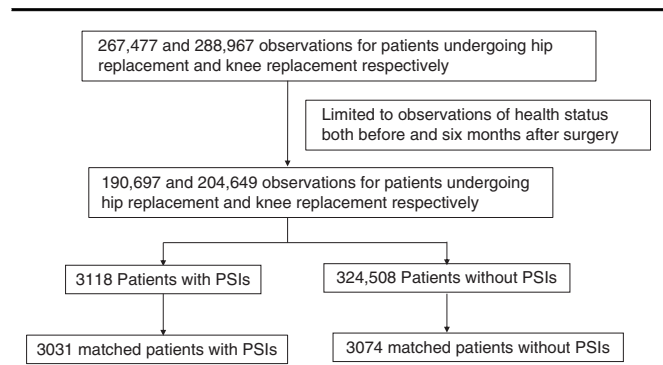 267,477 and 288,967 observations for patients undergoing hip
replacement and knee replacement respectively
Limited to observations of health status
both before and six months after surgery
190,697 and 204,649 observations for patients undergoing
hip replacement and knee replacement respectively
3118 Patients with PSIs
324,508 Patients without PSIs
3031 matched patients with PSIs
3074 matched patients without PSIs